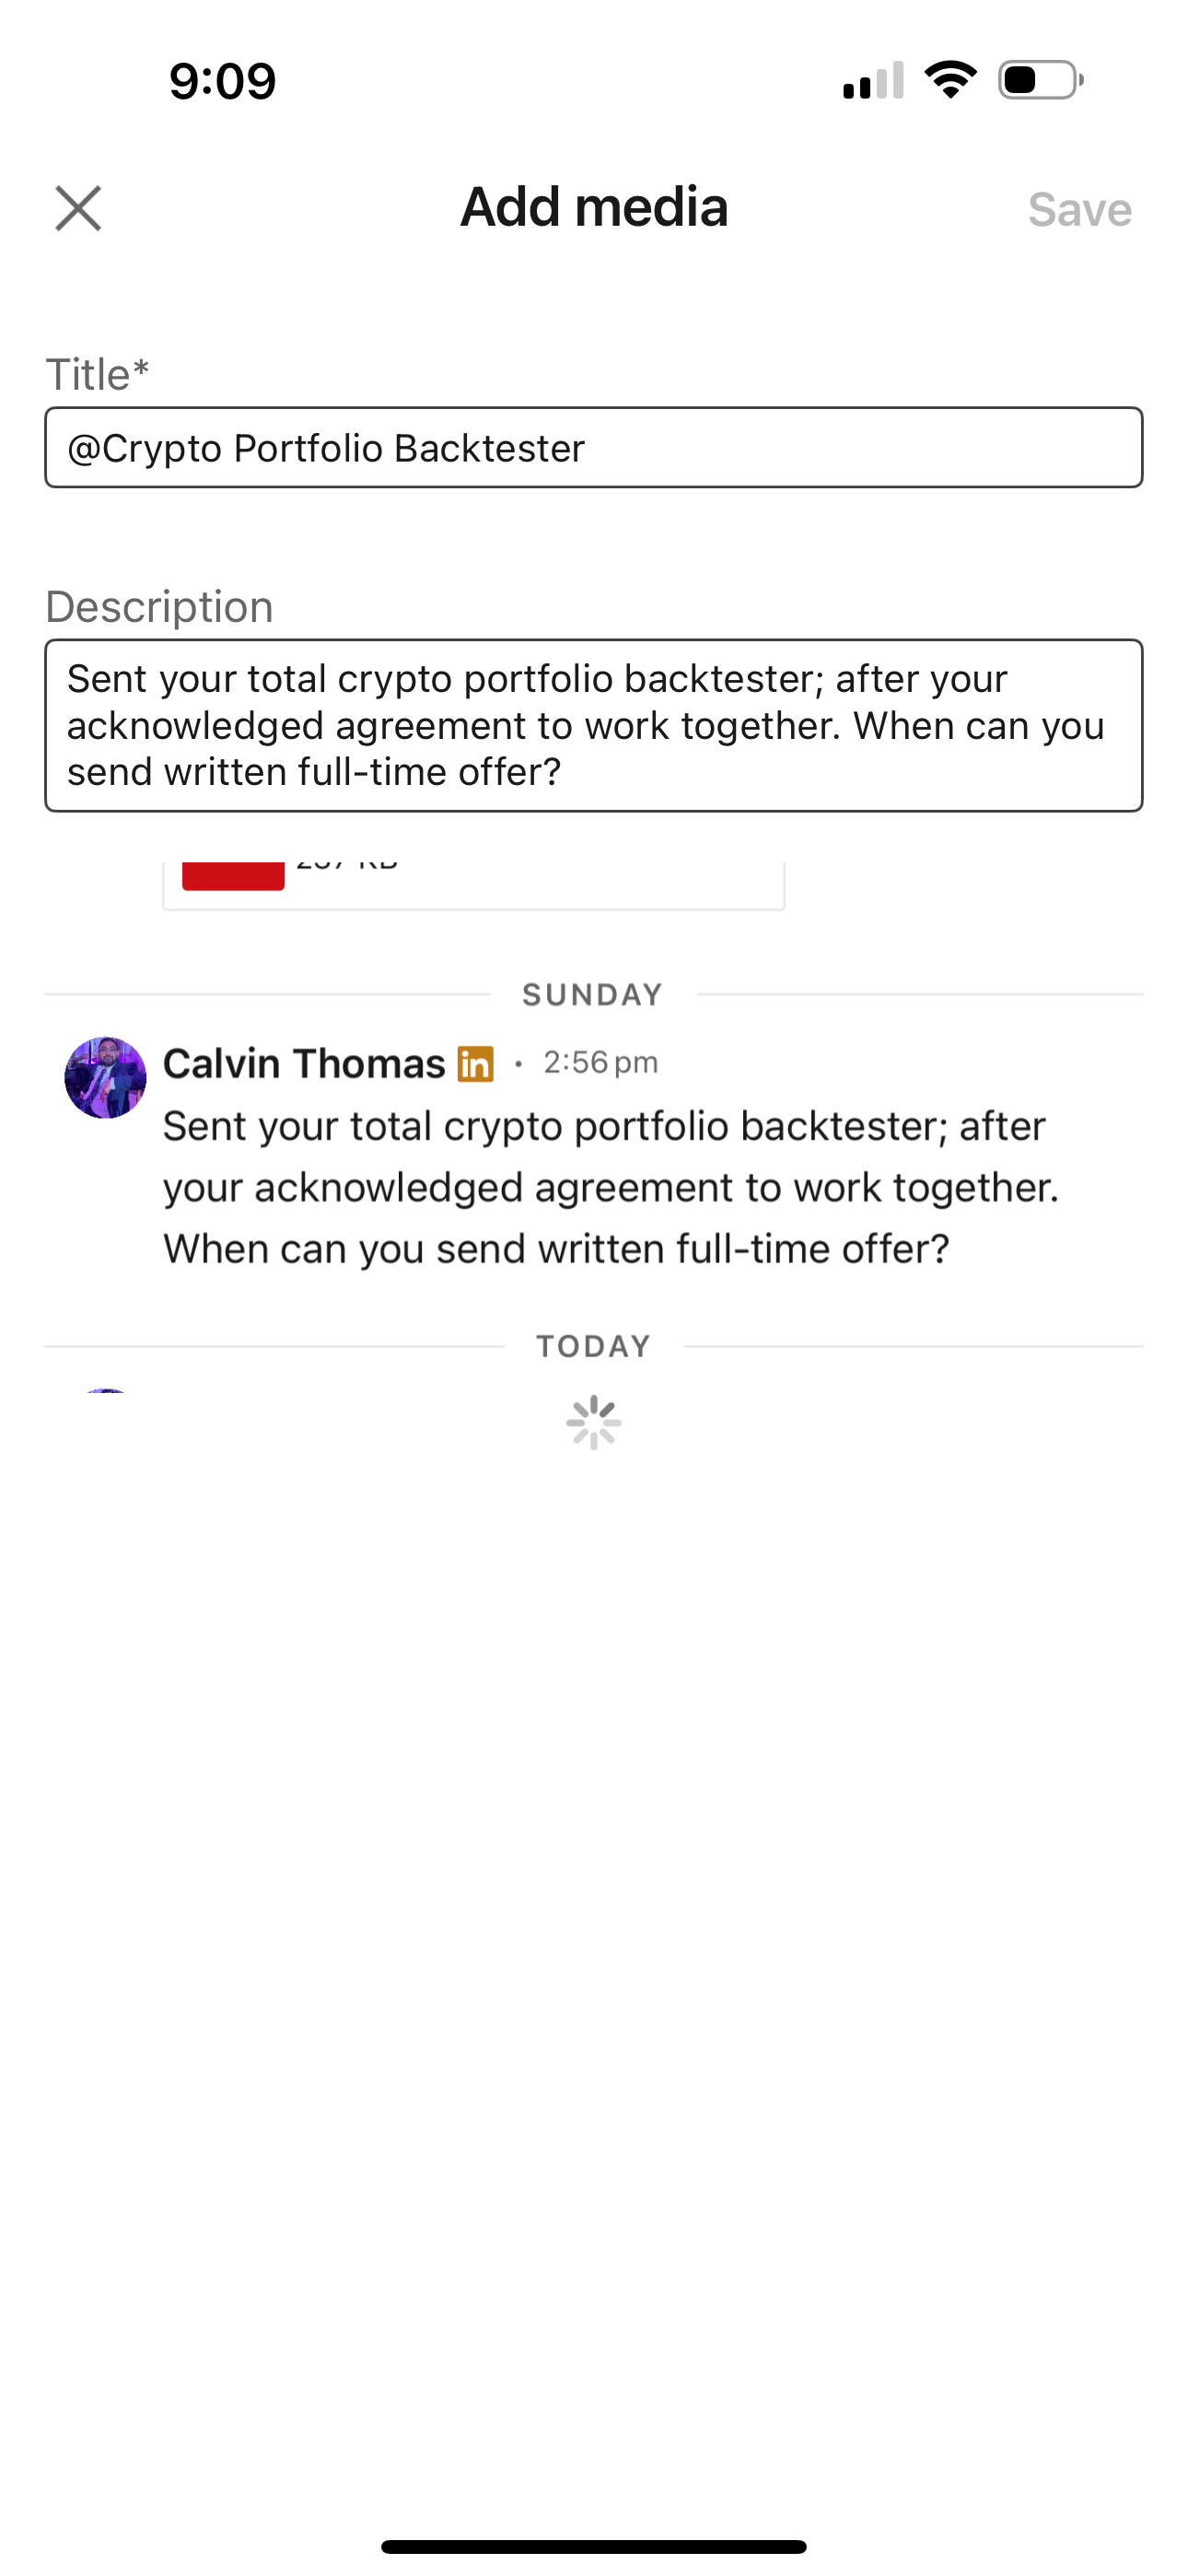 9:09
Add media
Save
Title*
@Crypto Portfolio Backtester
Description
Sent your total crypto portfolio backtester; after your
acknowledged agreement to work together. When can you
send written full-time offer?
SUNDAY
Calvin Thomas in • 2:56 pm
Sent your total crypto portfolio backtester; after
your acknowledged agreement to work together.
When can you send written full-time offer?
TODAY